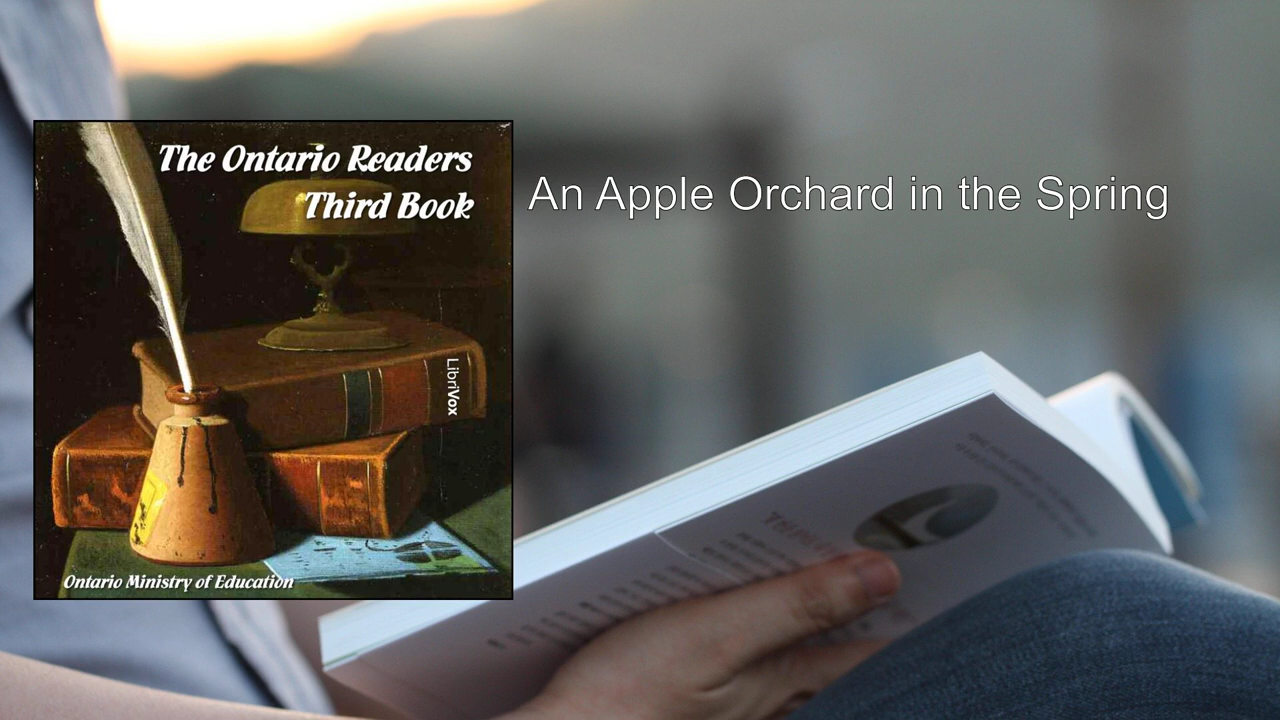 The Ontario Readers
Third Book
LibriVox
Ontario Ministry of Education
An Apple Orchard in the Spring